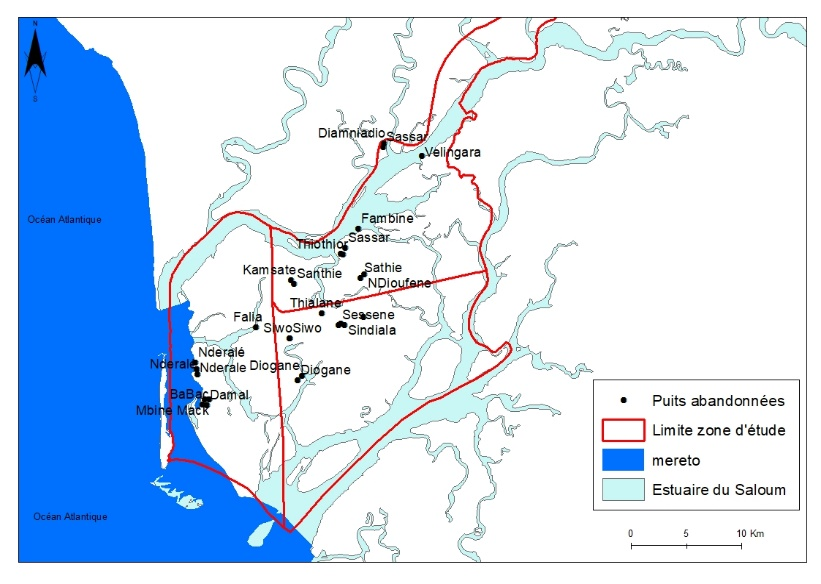 N
S
Diamniadio
Sassar
Velingara
Océan Atlantique
Fambine
Sassar
Thiothior
Kamsate
Santhie
Sathie
NDioufene
Thialane
Falia
Sessene
SiwoSiwo
Sindiala
Nderalé
Nderale
Nderale
Diogane
Diogane
BaBac
Damal
Mbine Mack
Océan Atlantique
Puits abandonnées
Limite zone d'étude
mereto
Estuaire du Saloum
0 5 10 Km